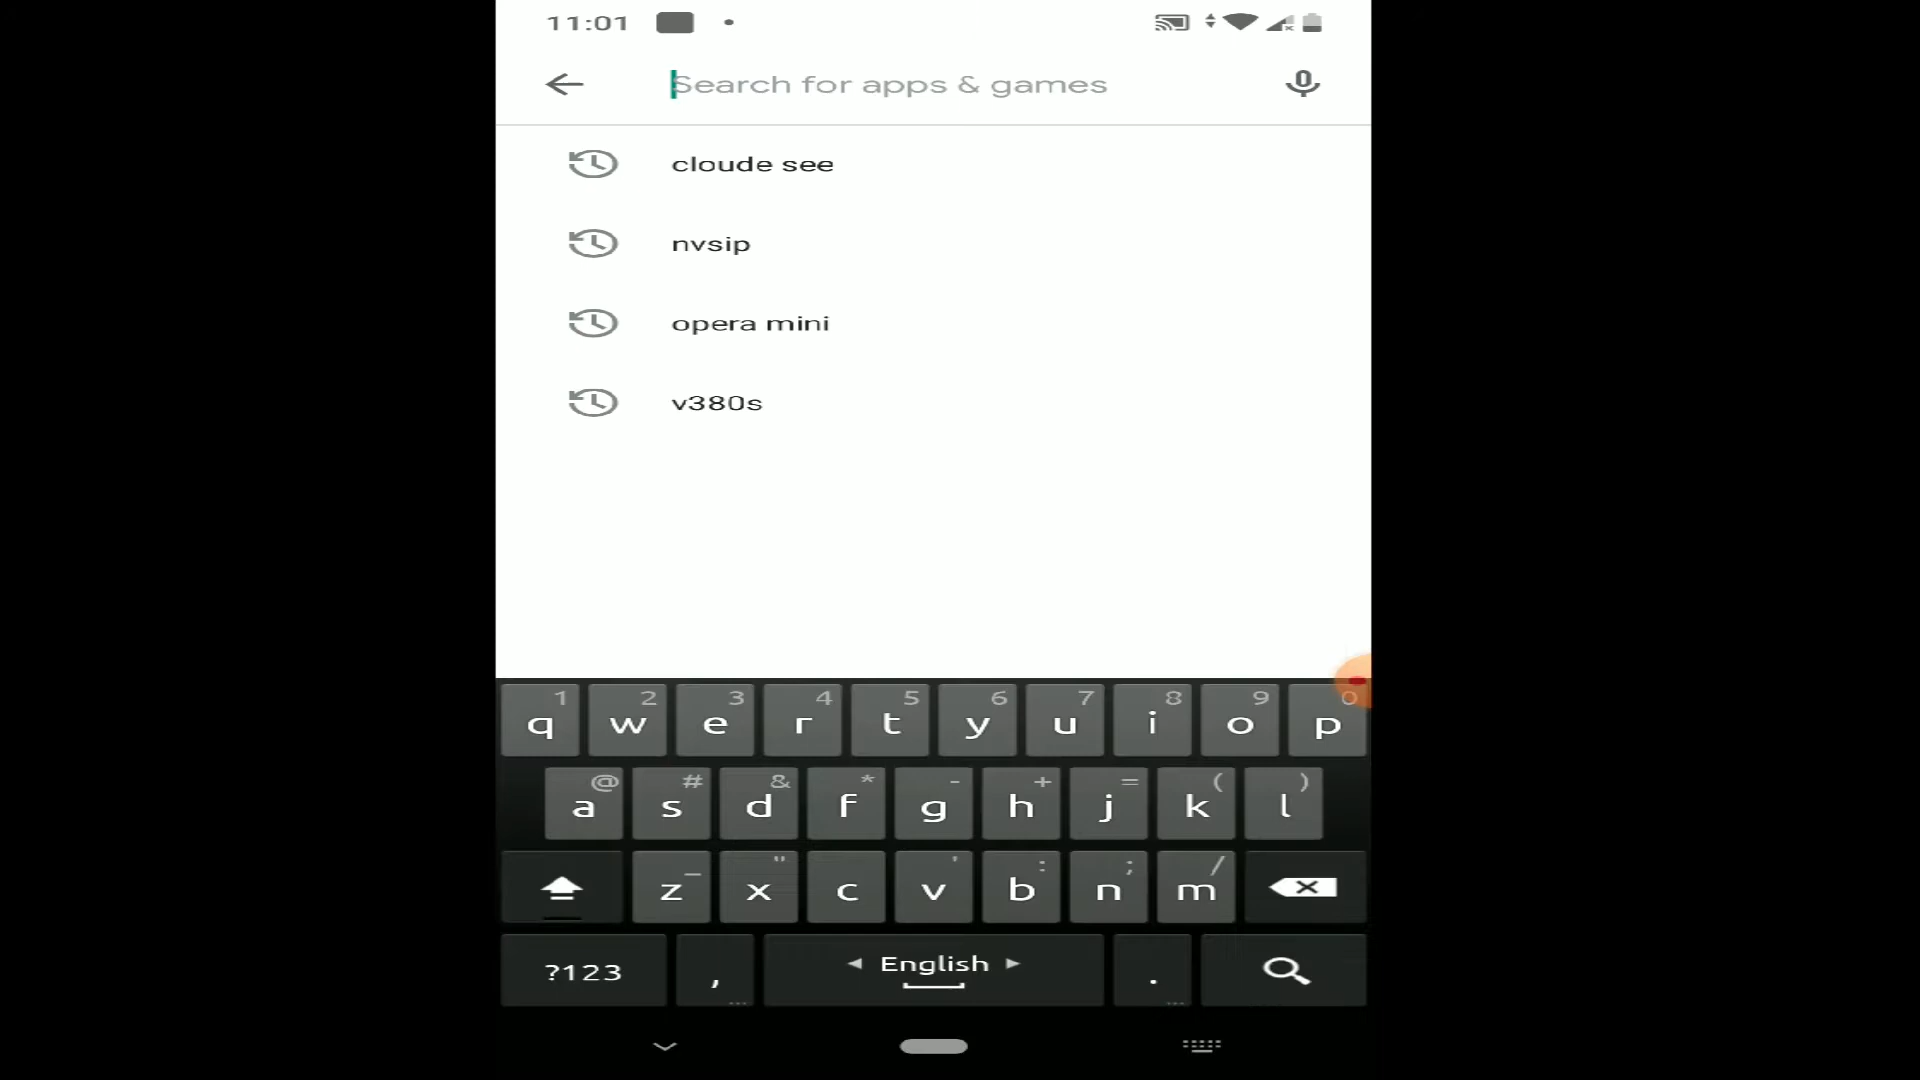 11:01
Search for apps & games
cloude see
nvsip
opera mini
v380s
1 2 3 4 5 6 7 8 9 0
q w e r t y u i o p
@ # & * - + = ( )
a s d f g h j k l
_ " ' : ; /
z x c v b n m
?123 , English .